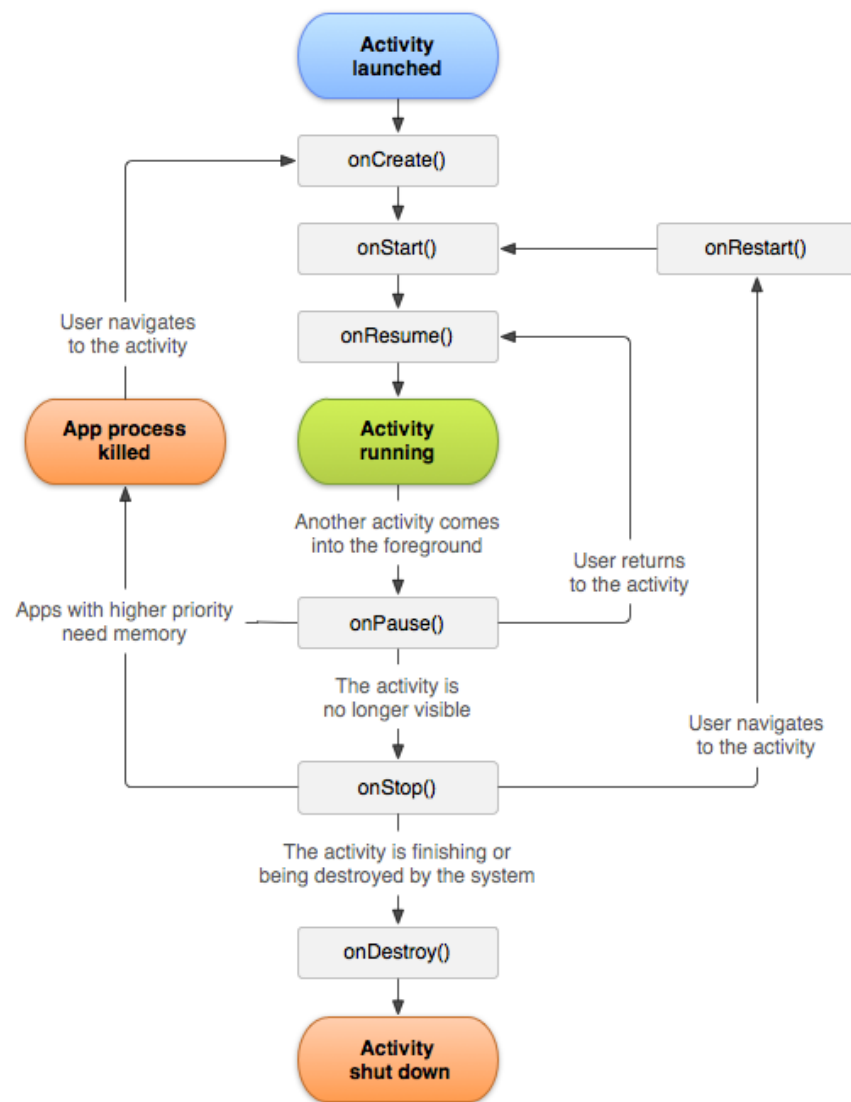 Activity
launched
onCreate()
onStart()
onRestart()
onResume()
User navigates
to the activity
App process
killed
Activity
running
Another activity comes
into the foreground
User returns
to the activity
Apps with higher priority
need memory
onPause()
The activity is
no longer visible
User navigates
to the activity
onStop()
The activity is finishing or
being destroyed by the system
onDestroy()
Activity
shut down